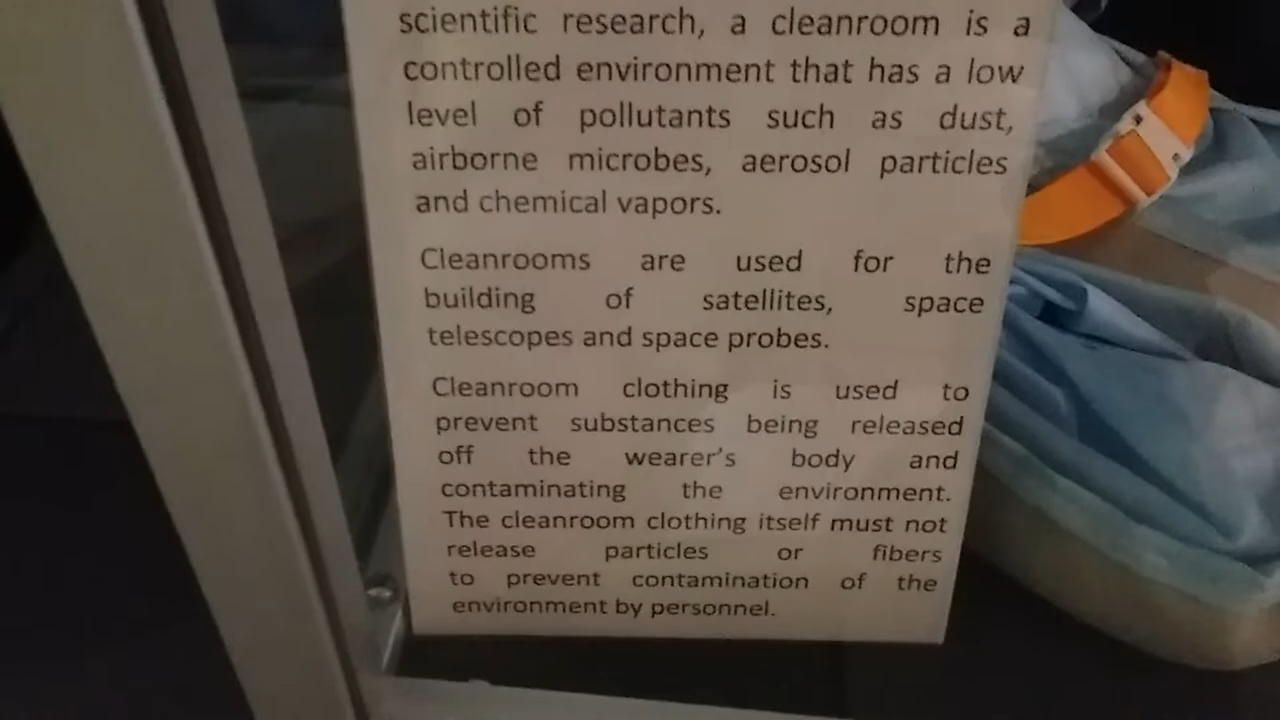 scientific research, a cleanroom is a
controlled environment that has a low
level of pollutants such as dust,
airborne microbes, aerosol particles
and chemical vapors.
Cleanrooms are used for the
building of satellites, space
telescopes and space probes.
Cleanroom clothing is used to
prevent substances being released
off the wearer's body and
contaminating the environment.
The cleanroom clothing itself must not
release particles or fibers
to prevent contamination of the
environment by personnel.